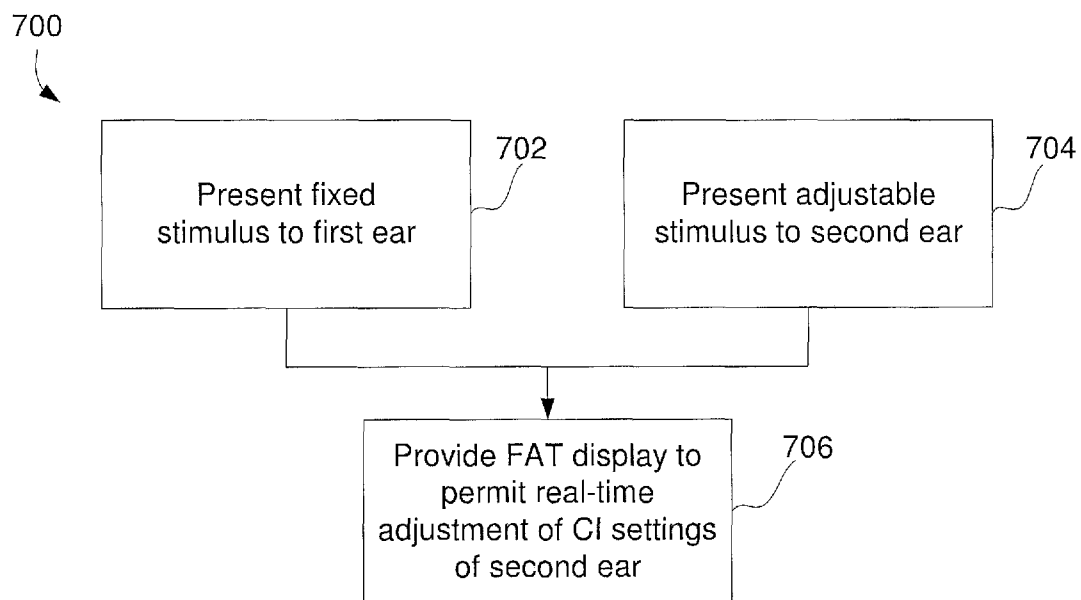 700
702
Present fixed
stimulus to first ear
704
Present adjustable
stimulus to second ear
706
Provide FAT display to
permit real-time
adjustment of CI settings
of second ear